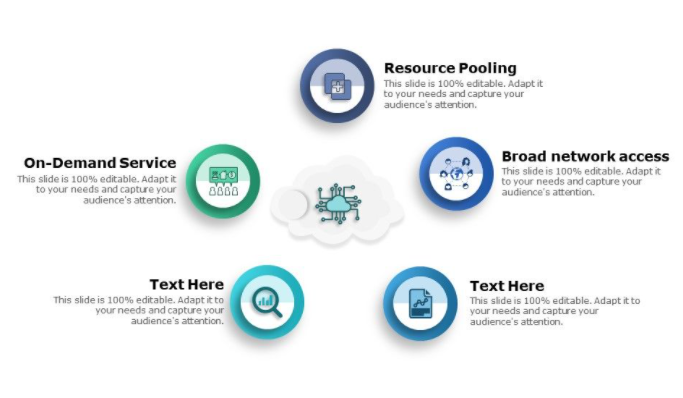 Resource Pooling
This slide is 100% editable. Adapt it
to your needs and capture your
audience's attention.
On-Demand Service
This slide is 100% editable. Adapt it
to your needs and capture your
audience's attention.
Broad network access
This slide is 100% editable. Adapt it
to your needs and capture your
audience's attention.
Text Here
This slide is 100% editable. Adapt it to
your needs and capture your
audience's attention.
Text Here
This slide is 100% editable. Adapt it to
your needs and capture your
audience's attention.